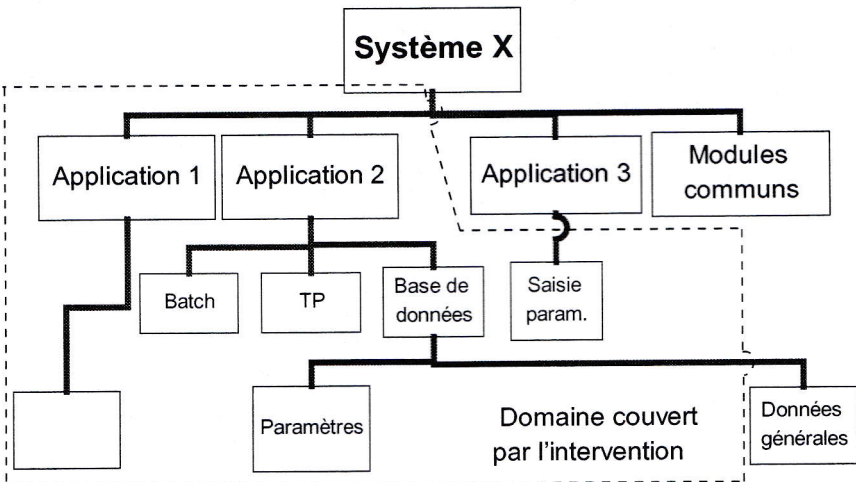 Système X
Application 1
Application 2
Application 3
Modules
communs
Batch
TP
Base de
données
Saisie
param.
Paramètres
Domaine couvert
par l'intervention
Données
générales